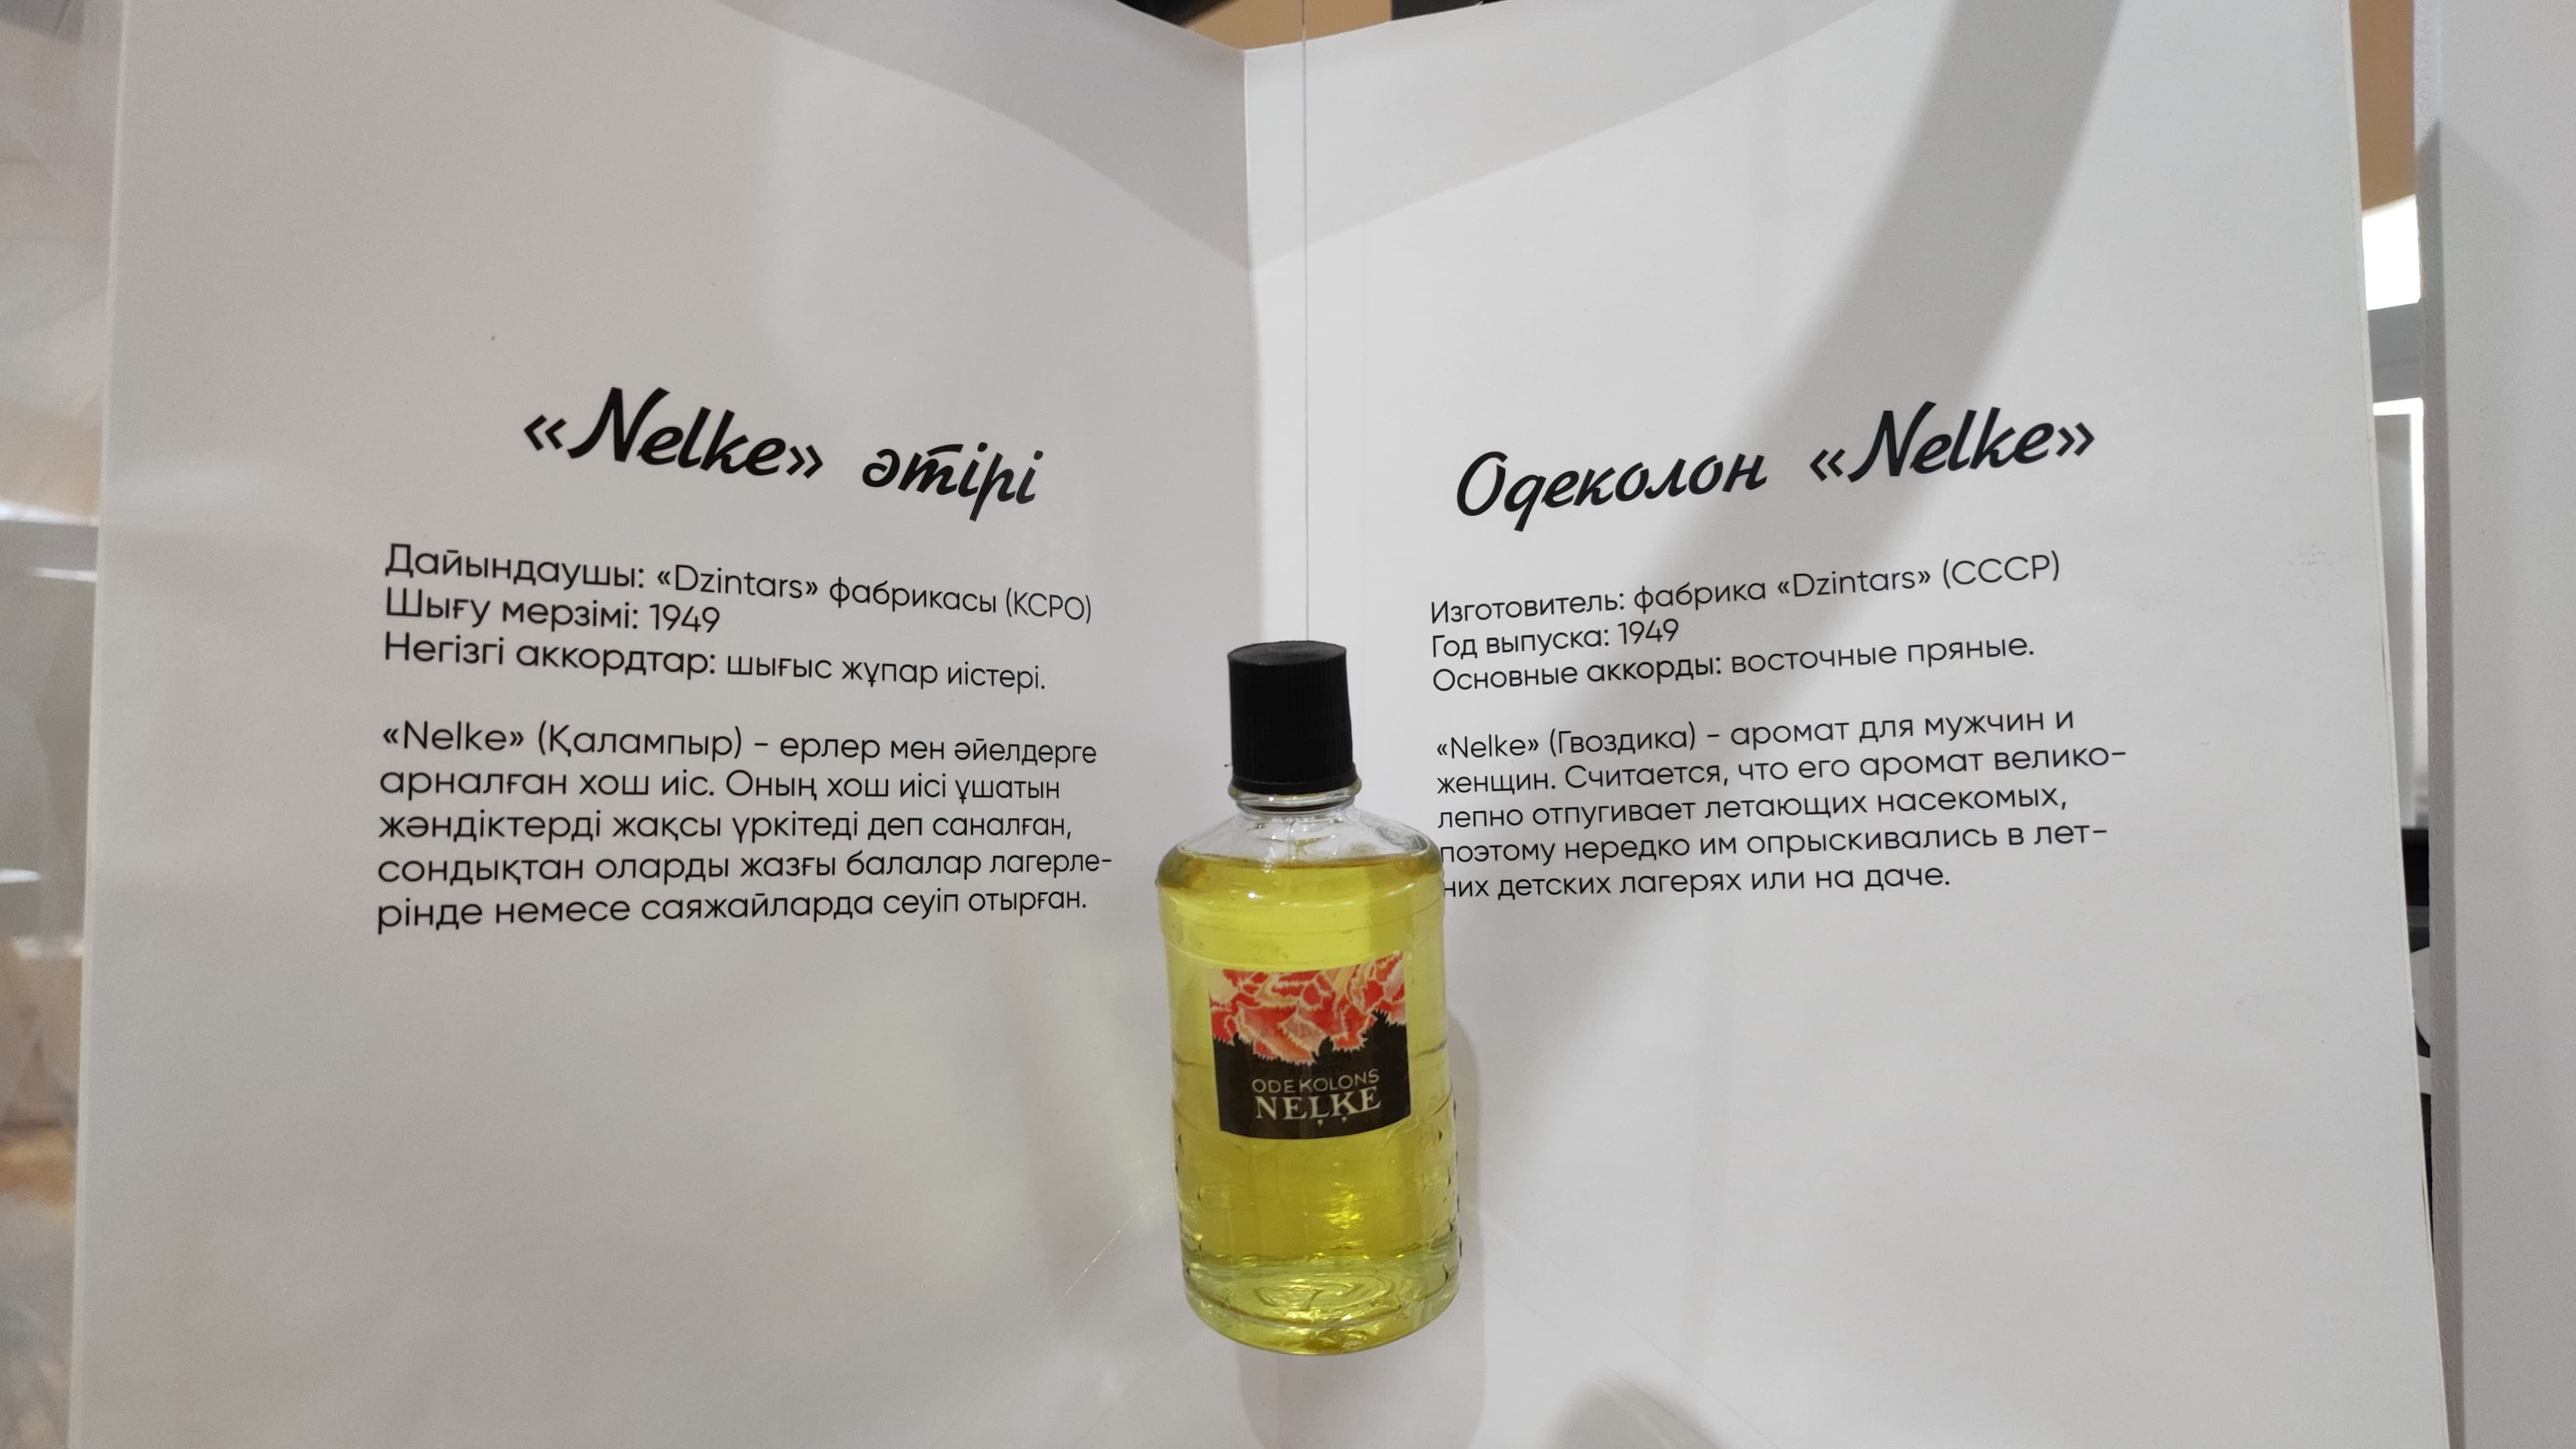 «Nelke» әтірі
Дайындаушы: «Dzintars» фабрикасы (КСРО)
Шығу мерзімі: 1949
Негізгі аккордтар: шығыс жұпар иістері.
«Nelke» (Қалампыр) – ерлер мен әйелдерге
арналған хош иіс. Оның хош иісі ұшатын
жәндіктерді жақсы үркітеді деп саналған,
сондықтан оларды жазғы балалар лагерле-
рінде немесе саяжайларда сеуіп отырған.
Одеколон «Nelke»
Изготовитель: фабрика «Dzintars» (СССР)
Год выпуска: 1949
Основные аккорды: восточные пряные.
«Nelke» (Гвоздика) – аромат для мужчин и
женщин. Считается, что его аромат велико-
лепно отпугивает летающих насекомых,
поэтому нередко им опрыскивались в лет-
них детских лагерях или на даче.
ODEKOLONS
NEĻĶE